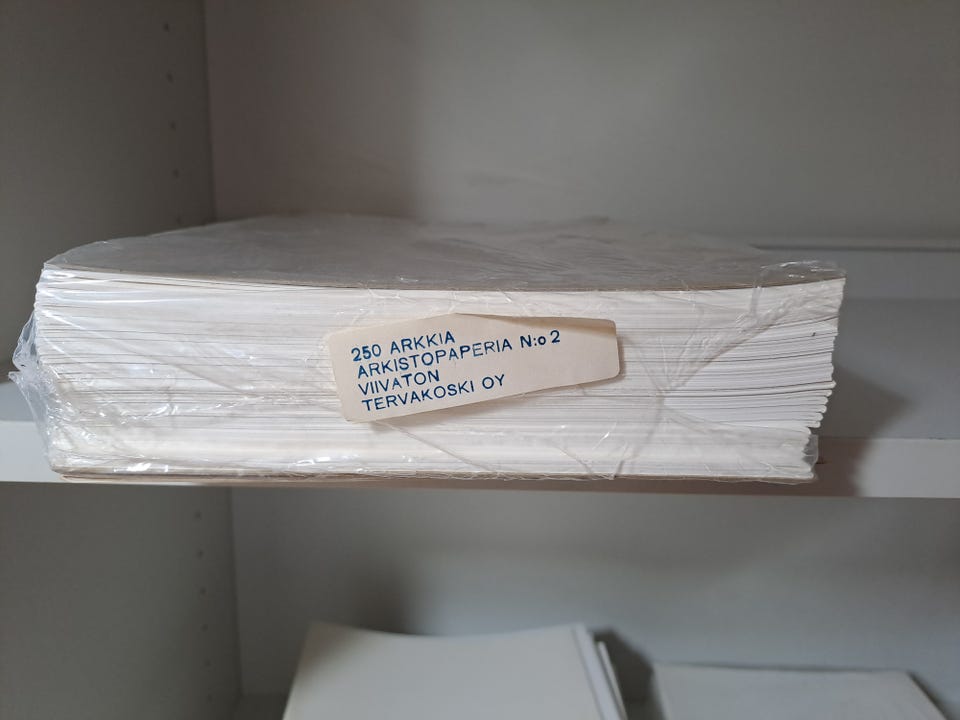 250 ARKKIA
ARKISTOPAPERIA N:o 2
VIIVATON
TERVAKOSKI OY